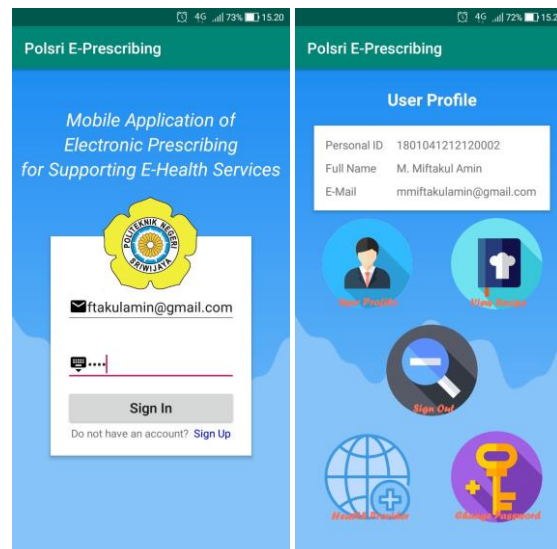 4G 73% 15.20
Polsri E-Prescribing
Mobile Application of
Electronic Prescribing
for Supporting E-Health Services
POLITEKNIK NEGERI
SRIWIJAYA
ftakulamin@gmail.com
••••
Sign In
Do not have an account? Sign Up
4G 72% 15.2
Polsri E-Prescribing
User Profile
Personal ID 1801041212120002
Full Name M. Miftakul Amin
E-Mail mmiftakulamin@gmail.com
User Profile
View Recipe
Sign Out
Health Provider
Change Password